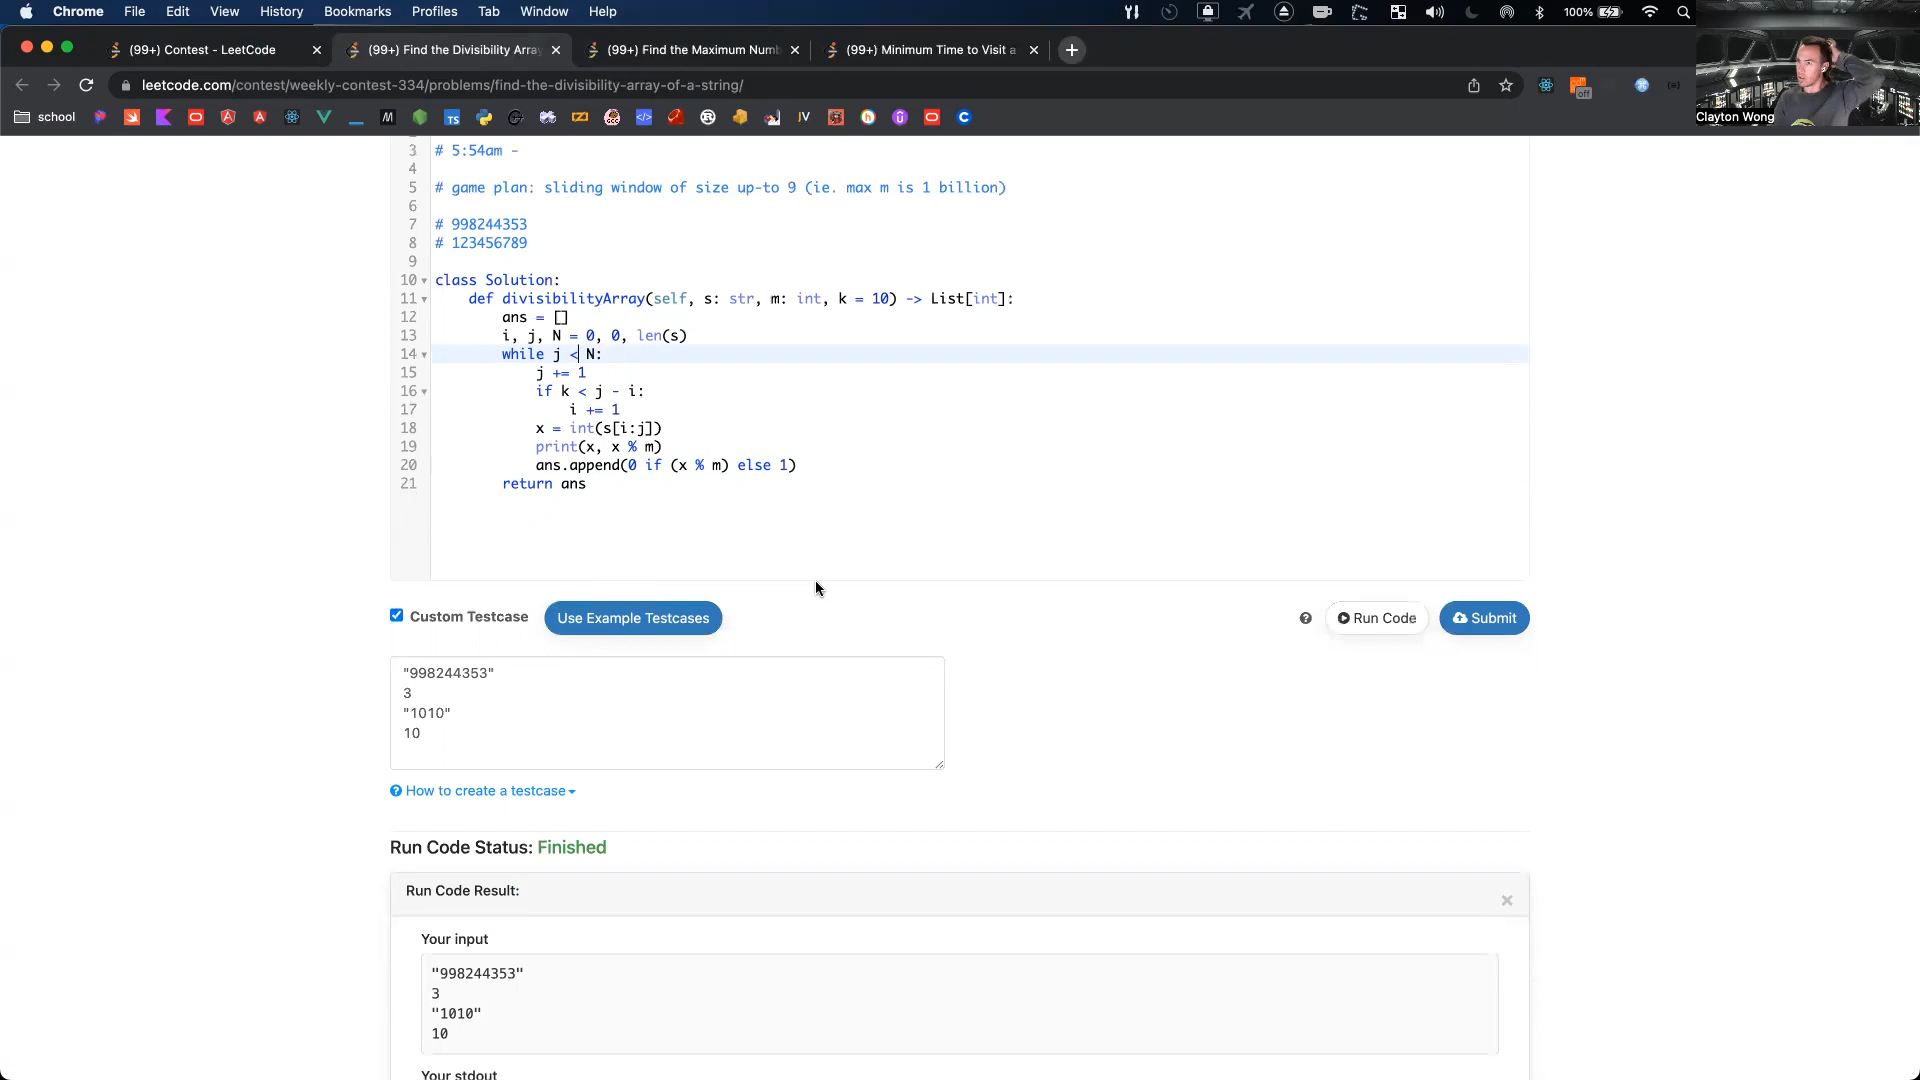 Chrome File Edit View History Bookmarks Profiles Tab Window Help 100%
(99+) Contest - LeetCode
(99+) Find the Divisibility Array
(99+) Find the Maximum Num
(99+) Minimum Time to Visit a
leetcode.com/contest/weekly-contest-334/problems/find-the-divisibility-array-of-a-string/
off
Clayton Wong
school
TS
JV
3 # 5:54am -
4
5 # game plan: sliding window of size up-to 9 (ie. max m is 1 billion)
6
7 # 998244353
8 # 123456789
9
10 class Solution:
11 def divisibilityArray(self, s: str, m: int, k = 10) -> List[int]:
12 ans = []
13 i, j, N = 0, 0, len(s)
14 while j < N:
15 j += 1
16 if k < j - i:
17 i += 1
18 x = int(s[i:j])
19 print(x, x % m)
20 ans.append(0 if (x % m) else 1)
21 return ans
Custom Testcase
Use Example Testcases
Run Code
Submit
"998244353"
3
"1010"
10
How to create a testcase
Run Code Status: Finished
Run Code Result:
Your input
"998244353"
3
"1010"
10
Your stdout